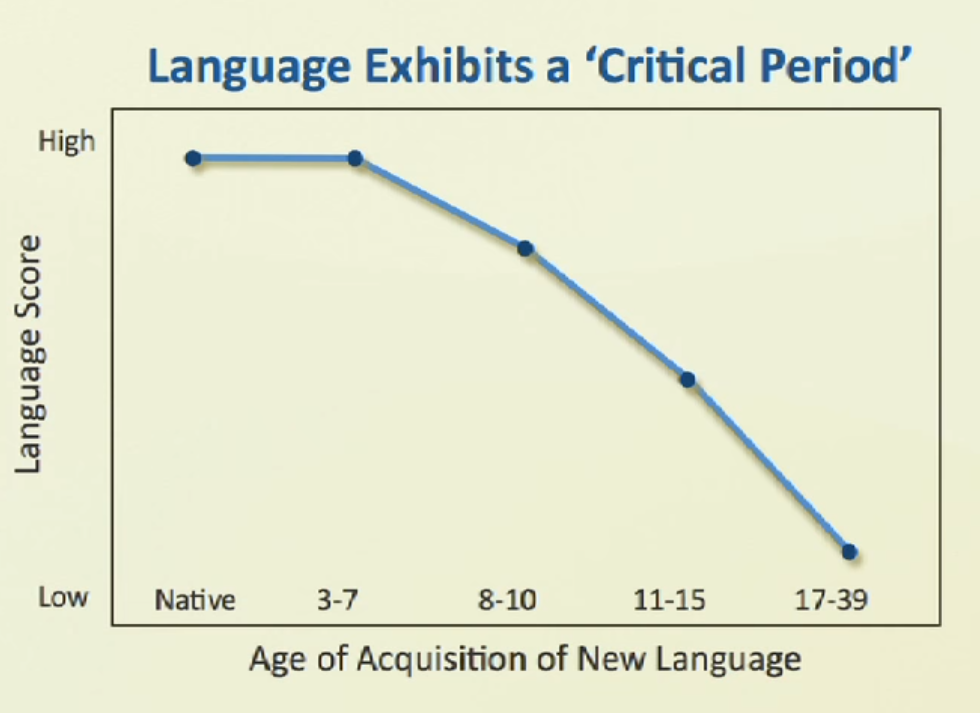 Language Exhibits a ‘Critical Period’
High
Language Score
Low
Native 3-7 8-10 11-15 17-39
Age of Acquisition of New Language